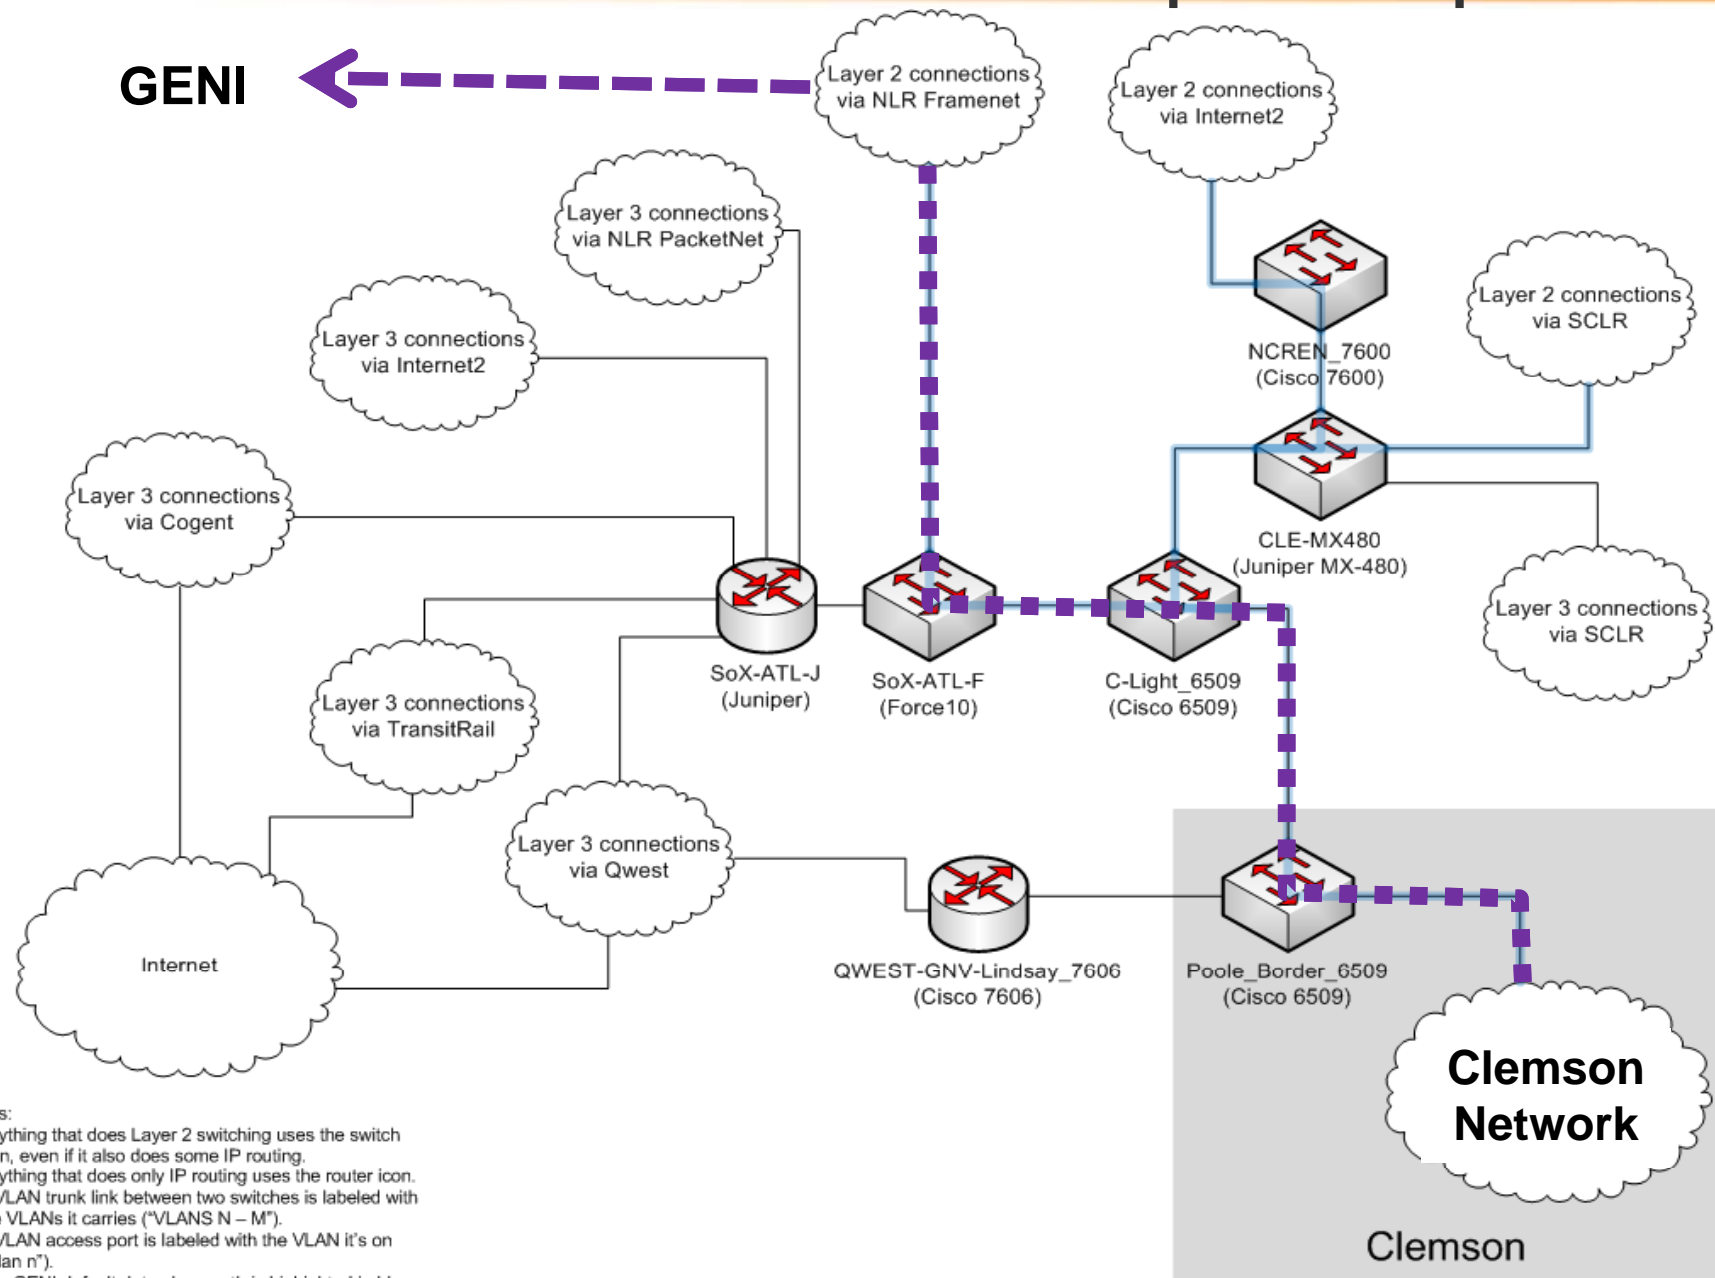 GENI
Layer 2 connections
via NLR Framenet
Layer 2 connections
via Internet2
Layer 3 connections
via NLR PacketNet
Layer 3 connections
via Internet2
Layer 2 connections
via SCLR
NCREN_7600
(Cisco 7600)
Layer 3 connections
via Cogent
CLE-MX480
(Juniper MX-480)
Layer 3 connections
via SCLR
SoX-ATL-J
(Juniper)
SoX-ATL-F
(Force10)
C-Light_6509
(Cisco 6509)
Layer 3 connections
via TransitRail
Layer 3 connections
via Qwest
Internet
QWEST-GNV-Lindsay_7606
(Cisco 7606)
Poole_Border_6509
(Cisco 6509)
Clemson
Network
Clemson
s:
ything that does Layer 2 switching uses the switch
n, even if it also does some IP routing.
ything that does only IP routing uses the router icon.
VLAN trunk link between two switches is labeled with
e VLANs it carries (“VLANS N – M”).
VLAN access port is labeled with the VLAN it's on
lan n”).